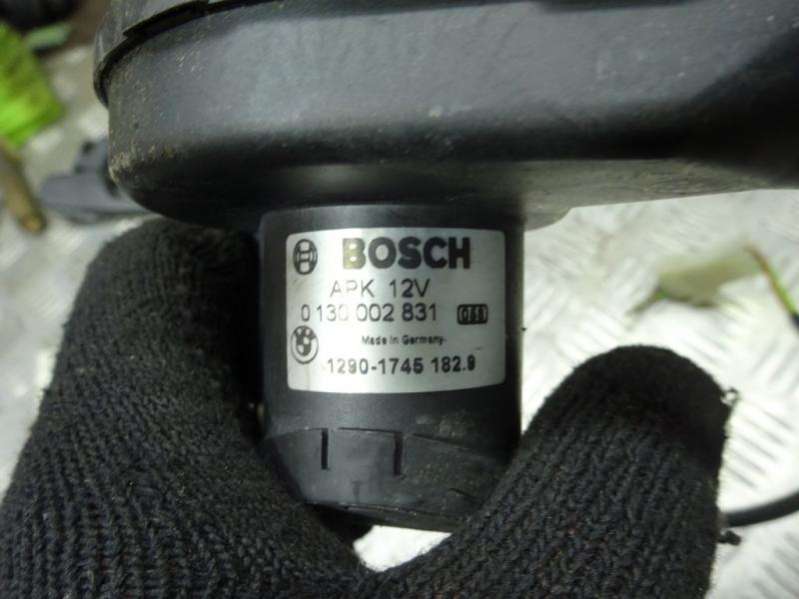 BOSCH
APK 12V
0 130 002 831
Made in Germany
1290-1745 182.9